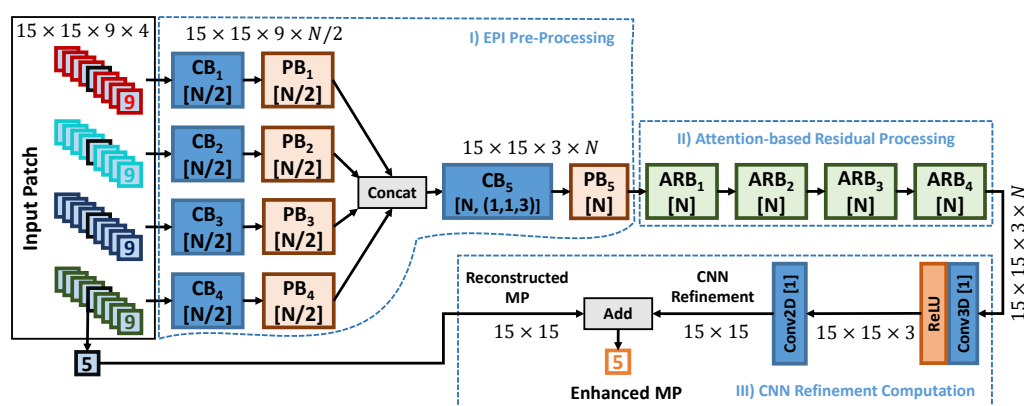 15 × 15 × 9 × 4
15 × 15 × 9 × N/2
I) EPI Pre-Processing
Input Patch
9
CB1
[N/2]
PB1
[N/2]
9
CB2
[N/2]
PB2
[N/2]
9
CB3
[N/2]
PB3
[N/2]
9
CB4
[N/2]
PB4
[N/2]
Concat
15 × 15 × 3 × N
CB5
[N, (1,1,3)]
PB5
[N]
II) Attention-based Residual Processing
ARB1
[N]
ARB2
[N]
ARB3
[N]
ARB4
[N]
15 × 15 × 3 × N
5
Reconstructed
MP
15 × 15
Add
5
Enhanced MP
CNN
Refinement
15 × 15
Conv2D [1]
15 × 15 × 3
ReLU
Conv3D [1]
III) CNN Refinement Computation